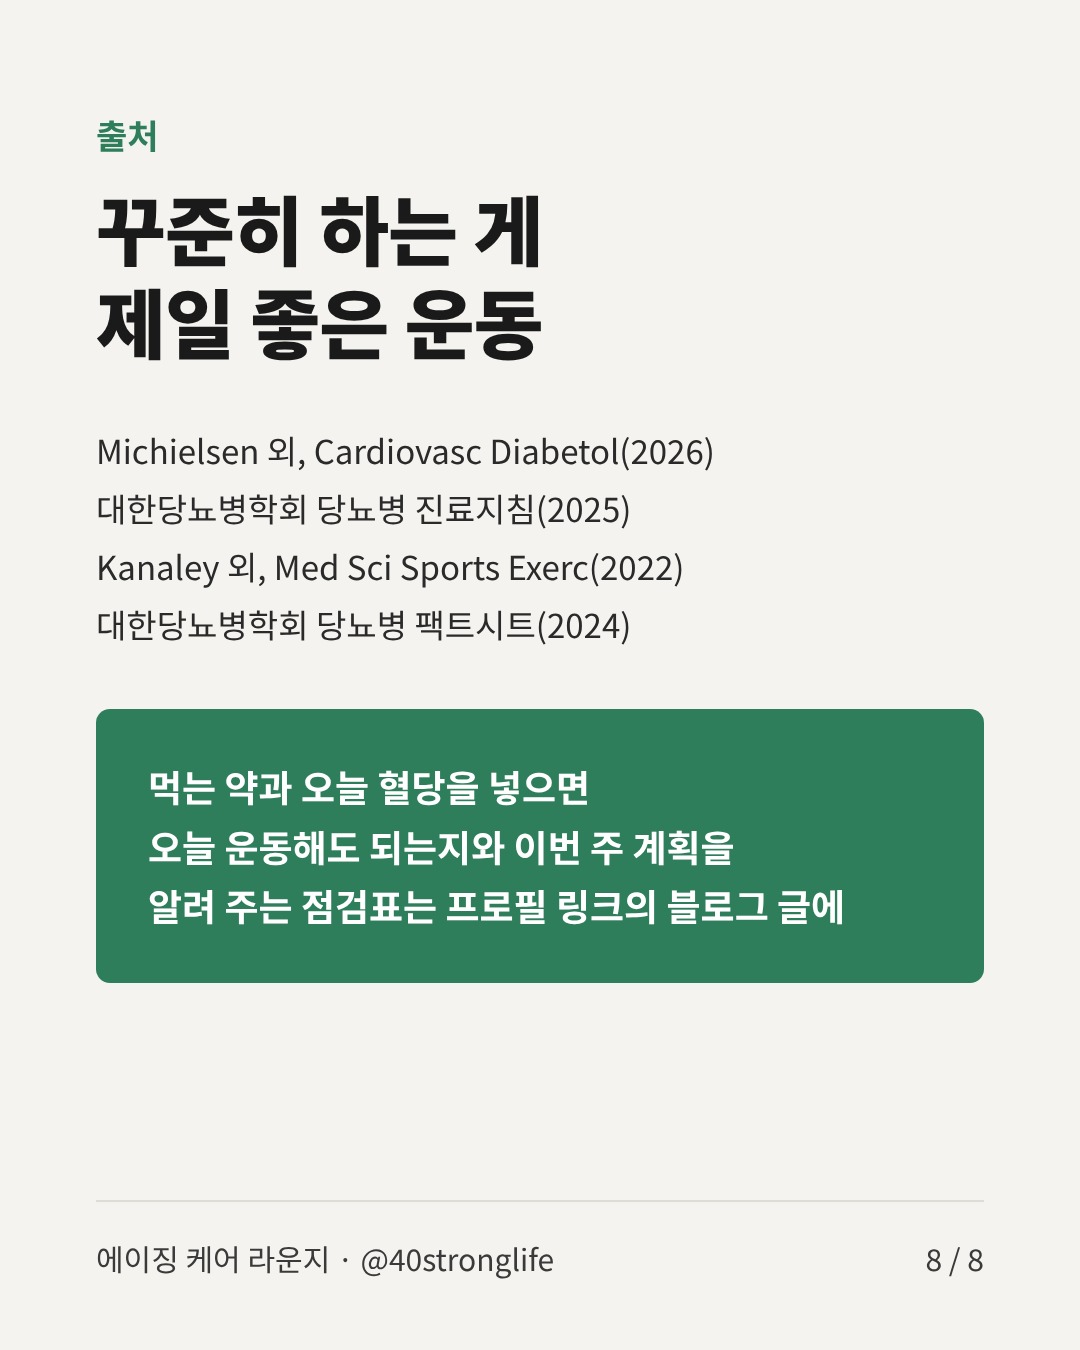 출처
꾸준히 하는 게
제일 좋은 운동
Michielsen 외, Cardiovasc Diabetol(2026)
대한당뇨병학회 당뇨병 진료지침(2025)
Kanaley 외, Med Sci Sports Exerc(2022)
대한당뇨병학회 당뇨병 팩트시트(2024)
먹는 약과 오늘 혈당을 넣으면
오늘 운동해도 되는지와 이번 주 계획을
알려 주는 점검표는 프로필 링크의 블로그 글에
에이징 케어 라운지 · @40stronglife
8 / 8